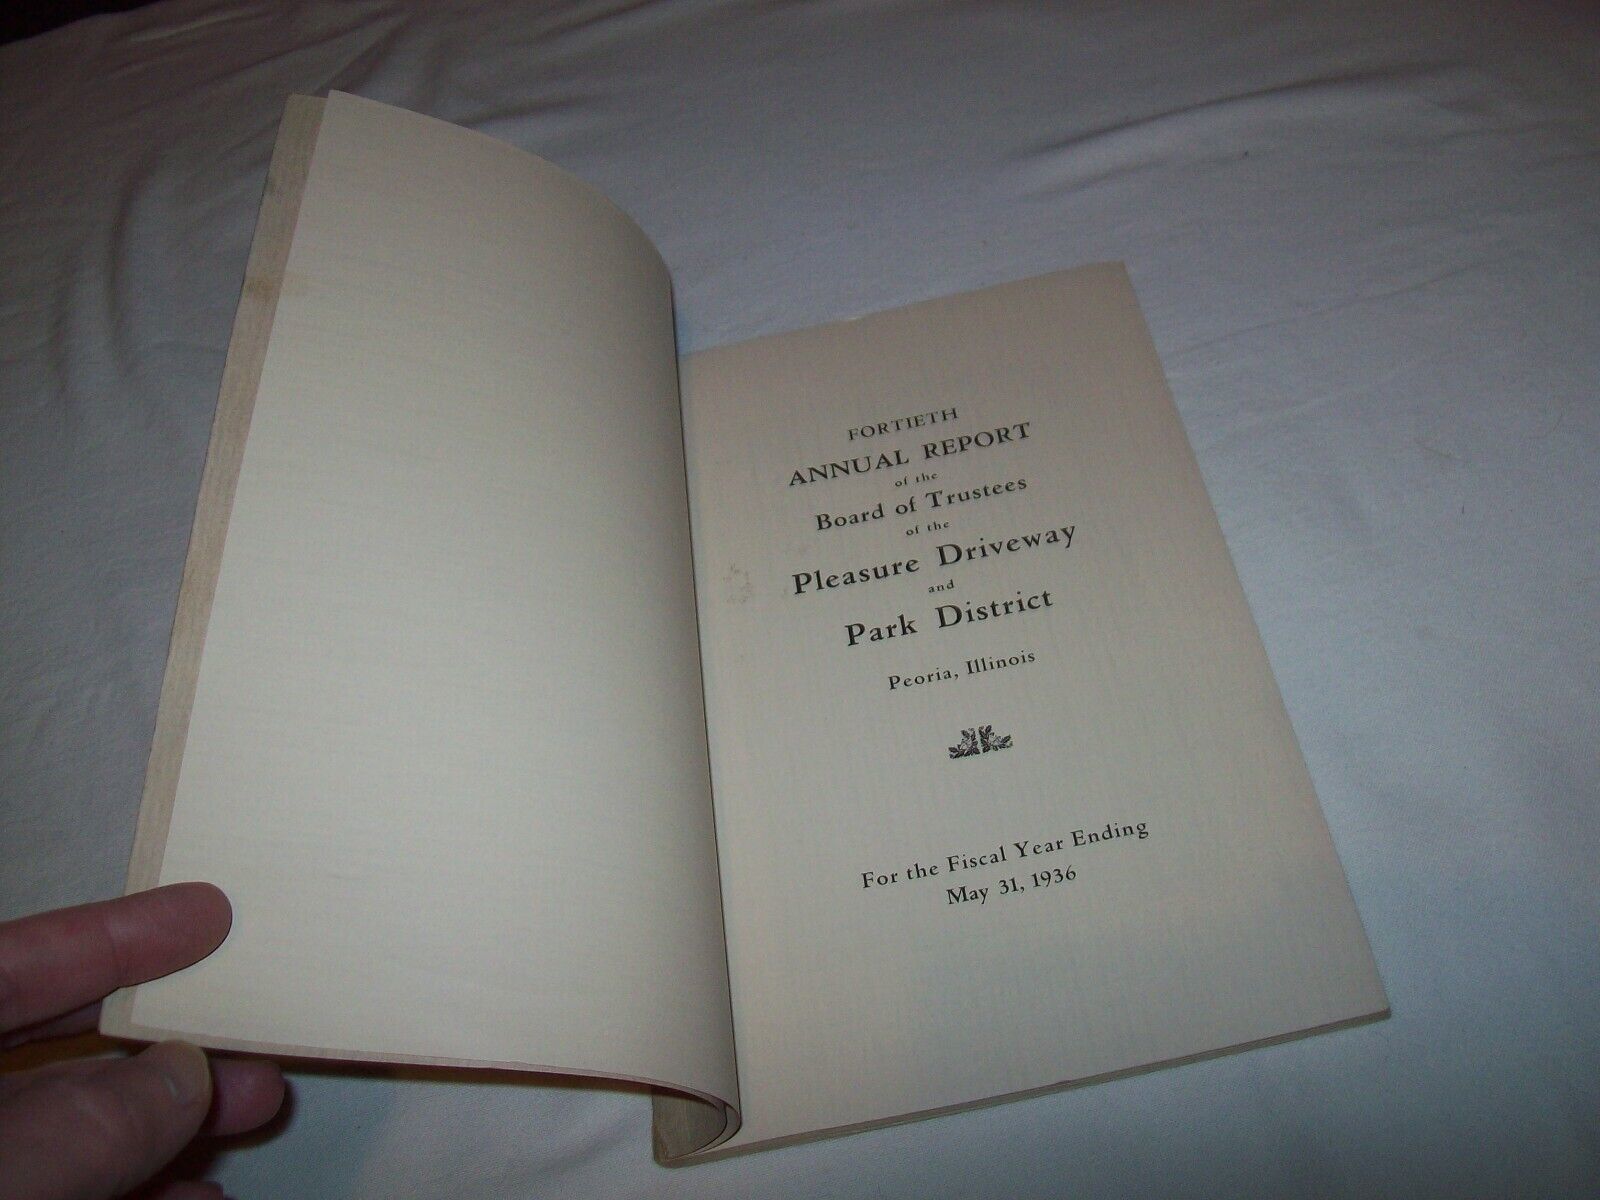 FORTIETH
ANNUAL REPORT
of the
Board of Trustees
of the
Pleasure Driveway
and
Park District
Peoria, Illinois
For the Fiscal Year Ending
May 31, 1936